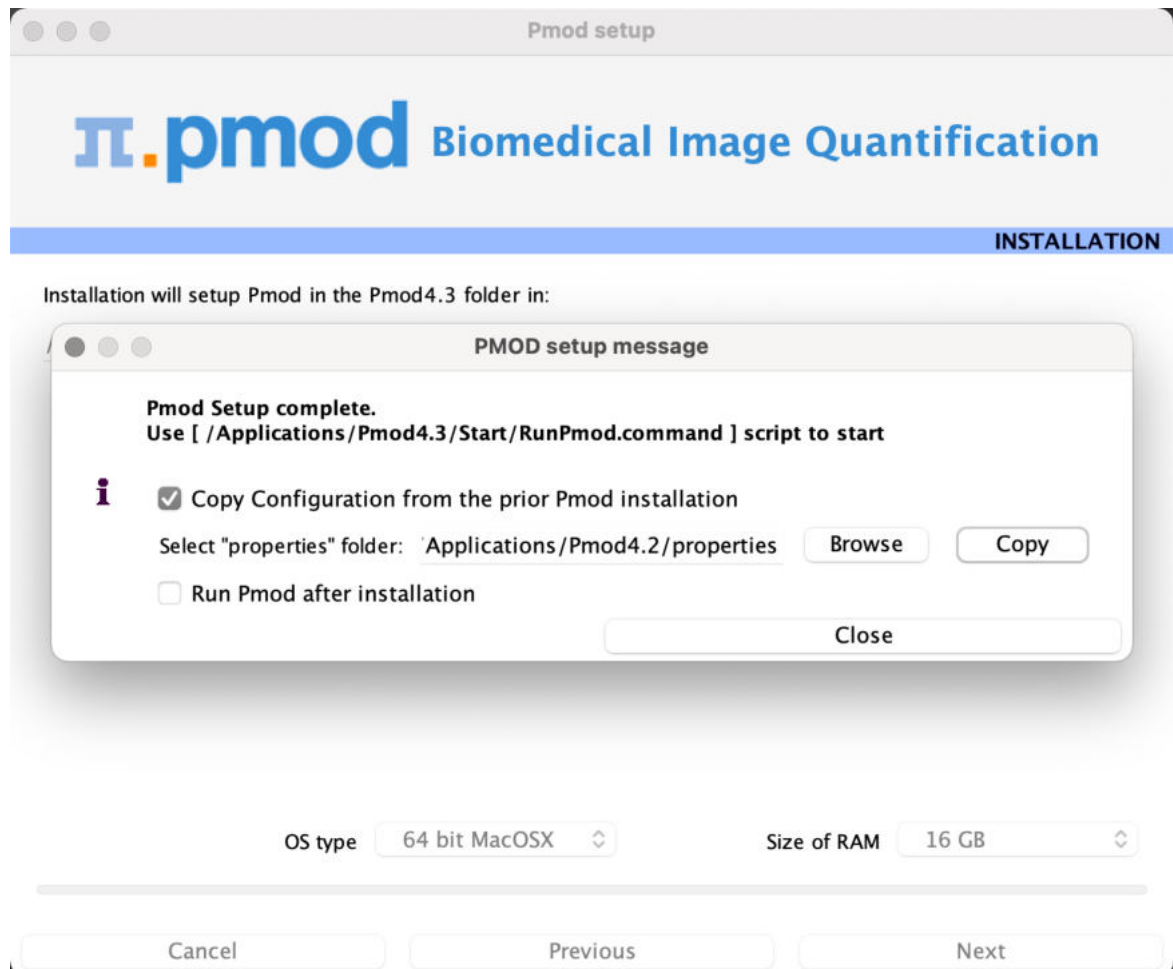 Pmod setup
π.pmod Biomedical Image Quantification
INSTALLATION
Installation will setup Pmod in the Pmod4.3 folder in:
PMOD setup message
Pmod Setup complete.
Use [ /Applications/Pmod4.3/Start/RunPmod.command ] script to start
Copy Configuration from the prior Pmod installation
Select "properties" folder: Applications/Pmod4.2/properties Browse Copy
Run Pmod after installation
Close
OS type 64 bit MacOSX Size of RAM 16 GB
Cancel Previous Next